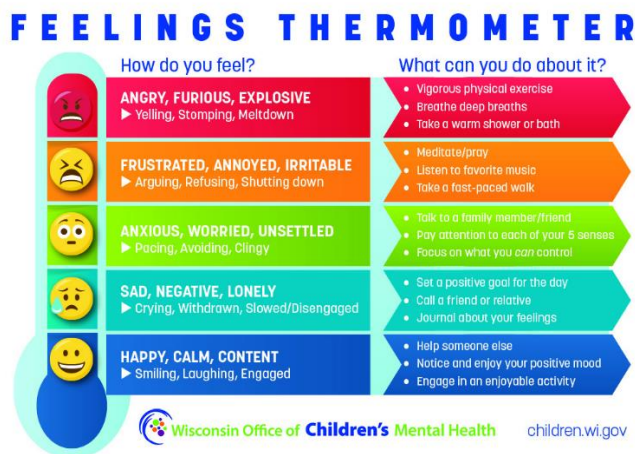 FEELINGS THERMOMETER
How do you feel?
What can you do about it?
ANGRY, FURIOUS, EXPLOSIVE
▶ Yelling, Stomping, Meltdown
• Vigorous physical exercise
• Breathe deep breaths
• Take a warm shower or bath
FRUSTRATED, ANNOYED, IRRITABLE
▶ Arguing, Refusing, Shutting down
• Meditate/pray
• Listen to favorite music
• Take a fast-paced walk
ANXIOUS, WORRIED, UNSETTLED
▶ Pacing, Avoiding, Clingy
• Talk to a family member/friend
• Pay attention to each of your 5 senses
• Focus on what you can control
SAD, NEGATIVE, LONELY
▶ Crying, Withdrawn, Slowed/Disengaged
• Set a positive goal for the day
• Call a friend or relative
• Journal about your feelings
HAPPY, CALM, CONTENT
▶ Smiling, Laughing, Engaged
• Help someone else
• Notice and enjoy your positive mood
• Engage in an enjoyable activity
Wisconsin Office of Children's Mental Health
children.wi.gov